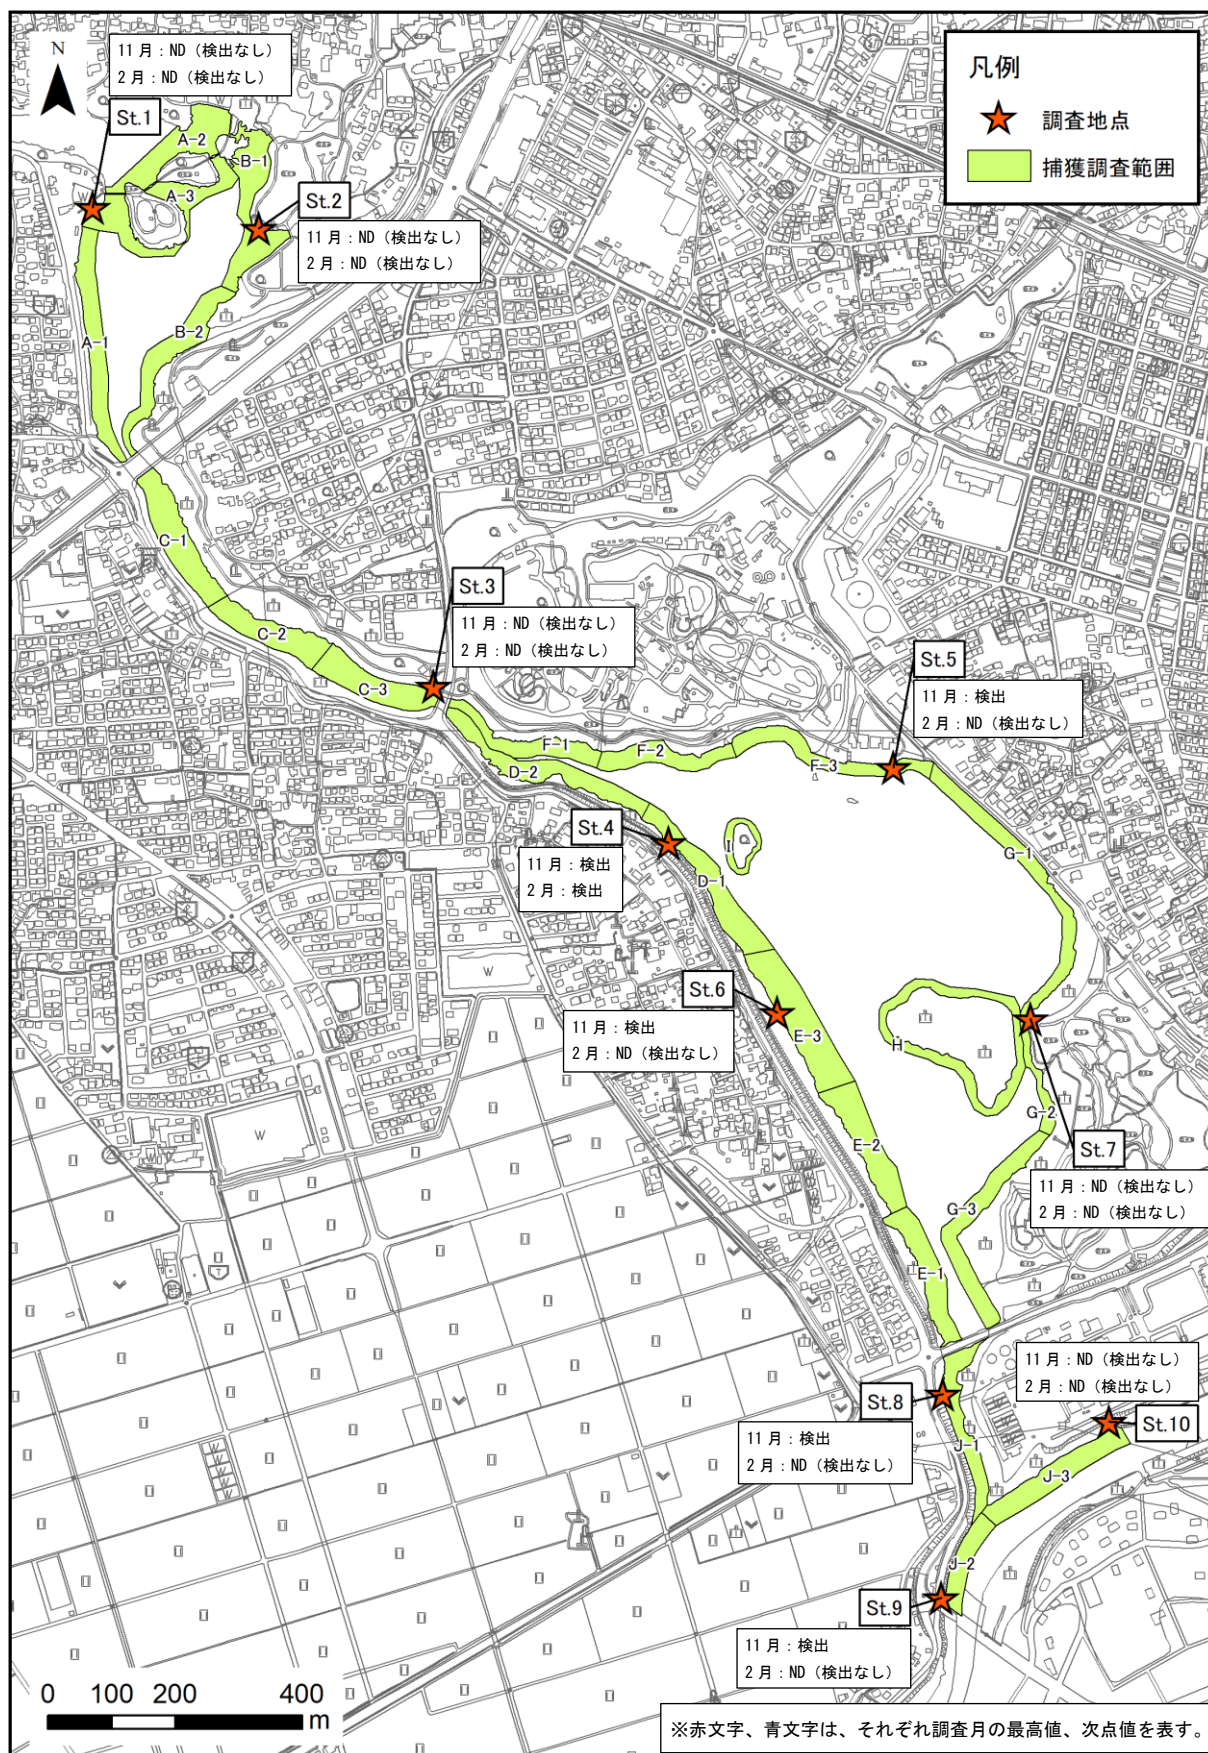 N
11月：ND（検出なし）
2月：ND（検出なし）
St.1
凡例
調査地点
捕獲調査範囲
A-2
B-1
A-3
St.2
11月：ND（検出なし）
2月：ND（検出なし）
A-1
B-2
C-1
C-2
C-3
St.3
11月：ND（検出なし）
2月：ND（検出なし）
St.5
11月：検出
2月：ND（検出なし）
F-1
F-2
F-3
D-2
St.4
11月：検出
2月：検出
I
D-1
G-1
St.6
11月：検出
2月：ND（検出なし）
E-3
H
G-2
E-2
St.7
11月：ND（検出なし）
2月：ND（検出なし）
G-3
E-1
11月：ND（検出なし）
2月：ND（検出なし）
St.8
St.10
11月：検出
2月：ND（検出なし）
J-1
J-3
J-2
St.9
11月：検出
2月：ND（検出なし）
0 100 200 400
m
※赤文字、青文字は、それぞれ調査月の最高値、次点値を表す。